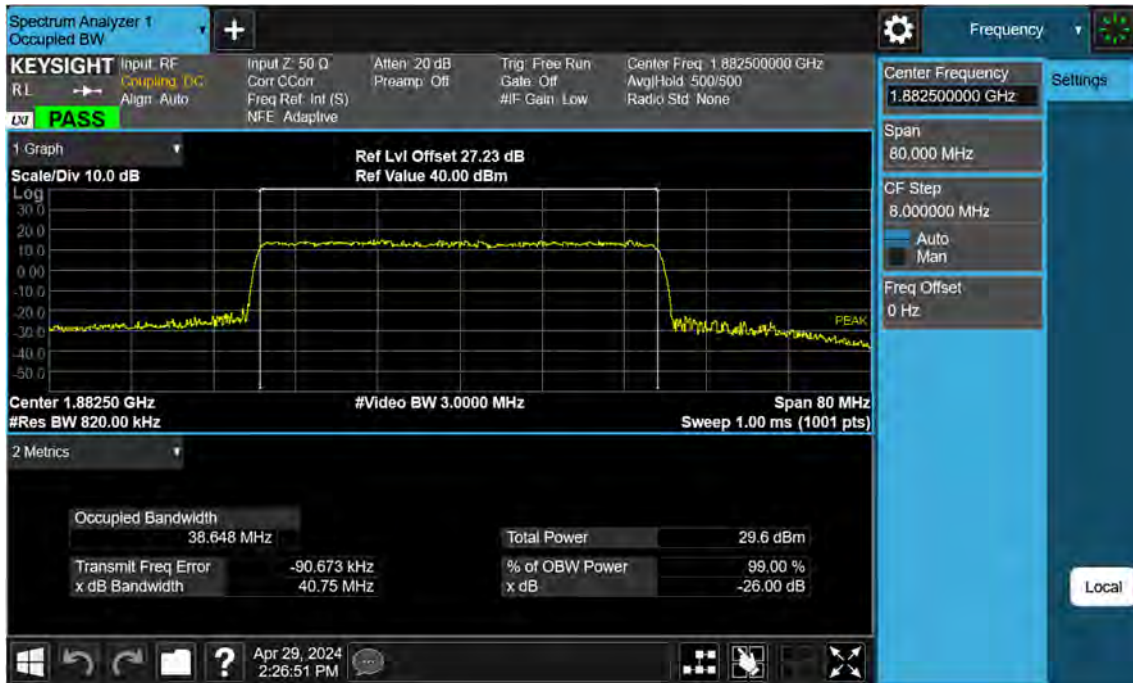 Spectrum Analyzer 1
Occupied BW
+
Frequency
KEYSIGHT
RL
LXI
PASS
Input: RF
Coupling: DC
Align: Auto
Input Z: 50 Ω
Corr CCorr
Freq Ref: Int (S)
NFE: Adaptive
Atten: 20 dB
Preamp: Off
Trig: Free Run
Gate: Off
#IF Gain: Low
Center Freq: 1.882500000 GHz
Avg|Hold: 500/500
Radio Std: None
Center Frequency
1.882500000 GHz
Settings
Span
80.000 MHz
CF Step
8.000000 MHz
Auto
Man
Freq Offset
0 Hz
1 Graph
Scale/Div 10.0 dB
Ref Lvl Offset 27.23 dB
Ref Value 40.00 dBm
Log
30.0
20.0
10.0
0.00
-10.0
-20.0
-30.0
-40.0
-50.0
PEAK
Center 1.88250 GHz
#Res BW 820.00 kHz
#Video BW 3.0000 MHz
Span 80 MHz
Sweep 1.00 ms (1001 pts)
2 Metrics
Occupied Bandwidth
38.648 MHz
Transmit Freq Error -90.673 kHz
x dB Bandwidth 40.75 MHz
Total Power 29.6 dBm
% of OBW Power 99.00 %
x dB -26.00 dB
Local
?
Apr 29, 2024
2:26:51 PM